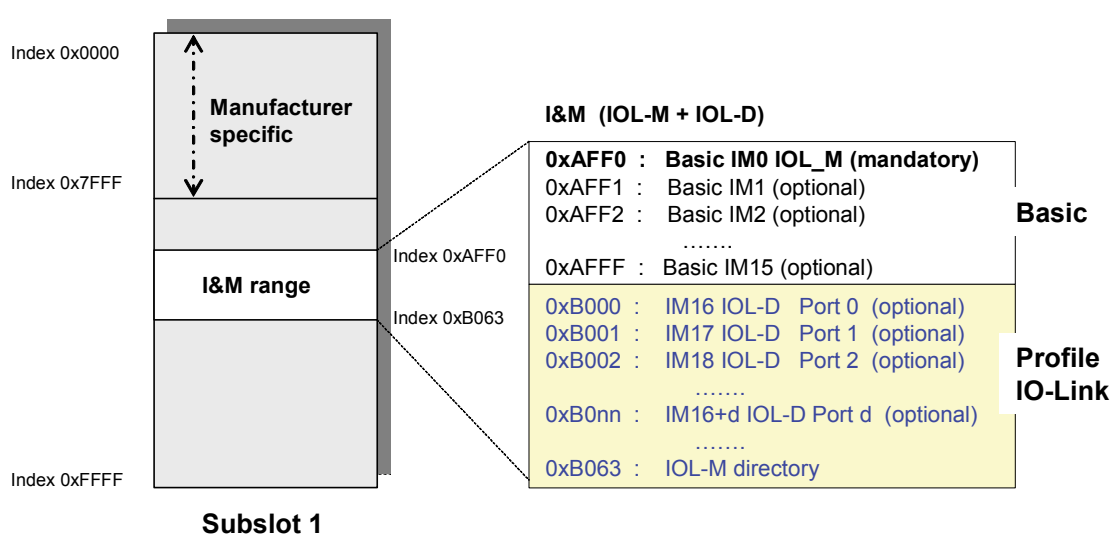 Index 0x0000
Manufacturer
specific
Index 0x7FFF
I&M range
Index 0xFFFF
Subslot 1
Index 0xAFF0
Index 0xB063
I&M (IOL-M + IOL-D)
0xAFF0 : Basic IM0 IOL_M (mandatory)
0xAFF1 : Basic IM1 (optional)
0xAFF2 : Basic IM2 (optional)
…….
0xAFFF : Basic IM15 (optional)
Basic
0xB000 : IM16 IOL-D Port 0 (optional)
0xB001 : IM17 IOL-D Port 1 (optional)
0xB002 : IM18 IOL-D Port 2 (optional)
…….
0xB0nn : IM16+d IOL-D Port d (optional)
…….
0xB063 : IOL-M directory
Profile
IO-Link